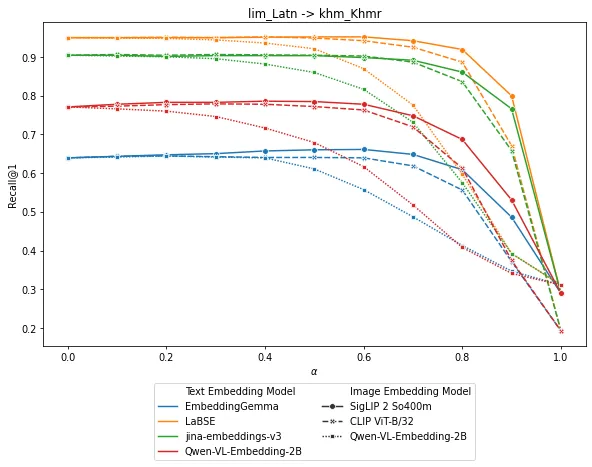 lim_Latn -> khm_Khmr
Recall@1
0.9
0.8
0.7
0.6
0.5
0.4
0.3
0.2
0.0 0.2 0.4 0.6 0.8 1.0
α
Text Embedding Model Image Embedding Model
EmbeddingGemma SigLIP 2 So400m
LaBSE CLIP ViT-B/32
jina-embeddings-v3 Qwen-VL-Embedding-2B
Qwen-VL-Embedding-2B